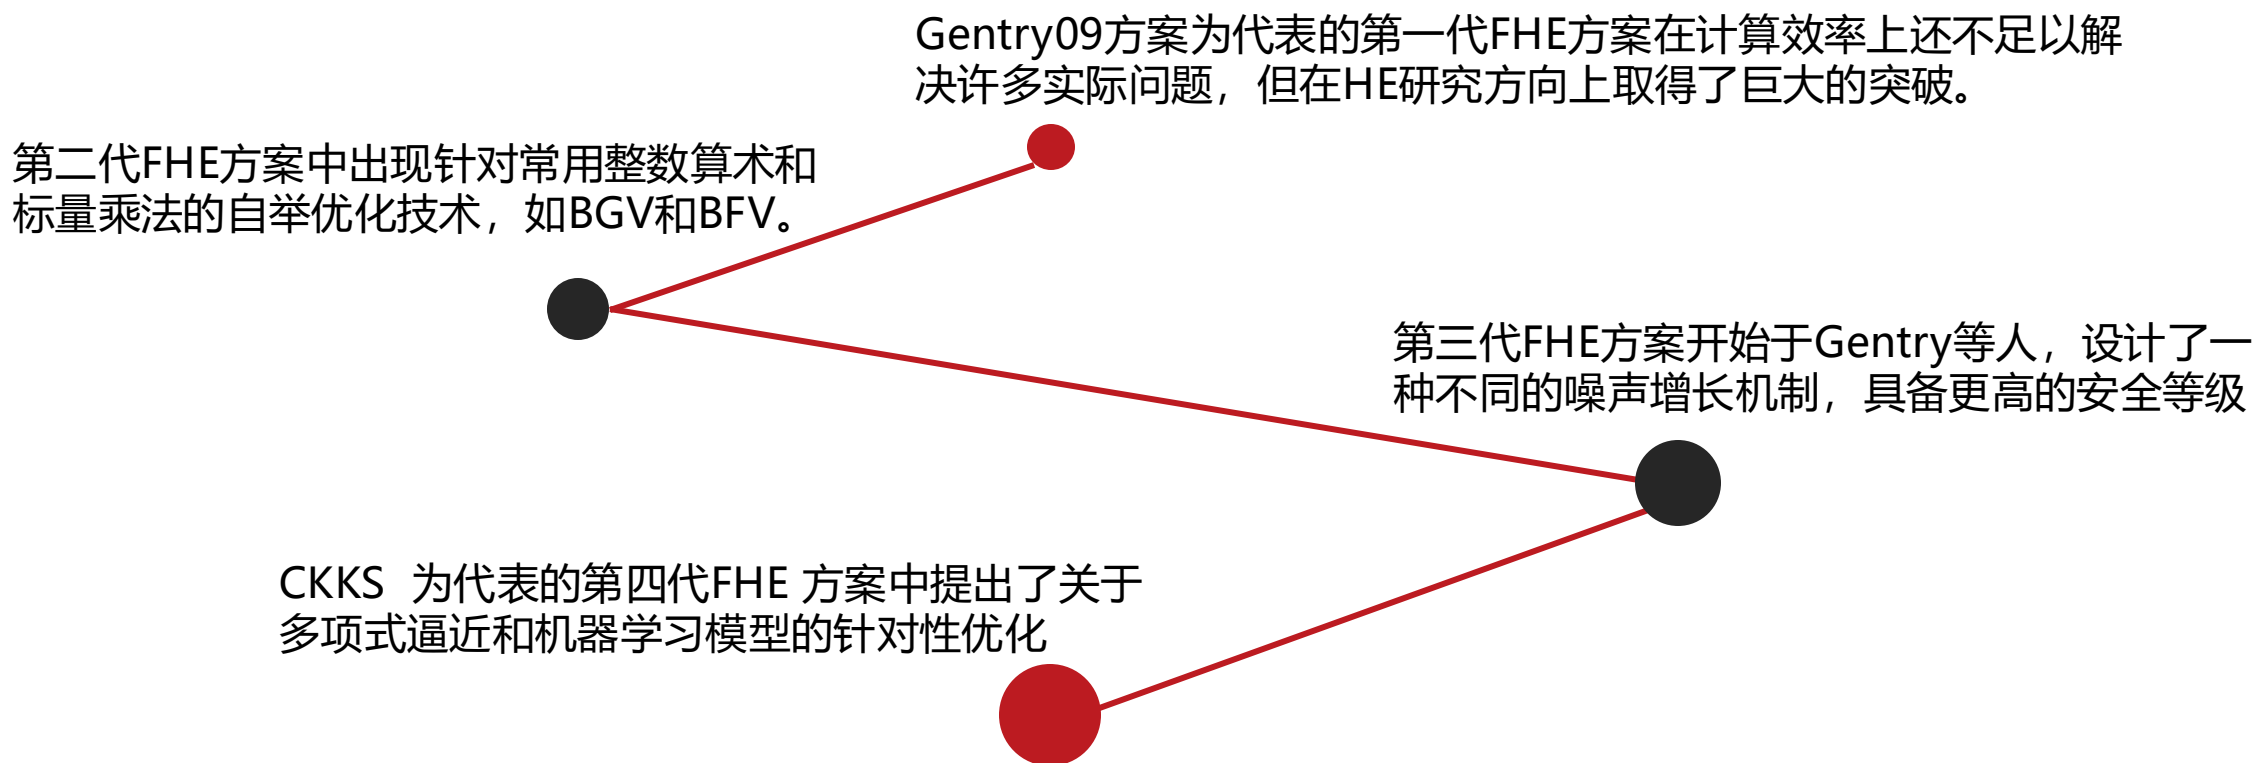 Gentry09方案为代表的第一代FHE方案在计算效率上还不足以解
决许多实际问题，但在HE研究方向上取得了巨大的突破。
第二代FHE方案中出现针对常用整数算术和
标量乘法的自举优化技术，如BGV和BFV。
第三代FHE方案开始于Gentry等人，设计了一
种不同的噪声增长机制，具备更高的安全等级
CKKS 为代表的第四代FHE 方案中提出了关于
多项式逼近和机器学习模型的针对性优化